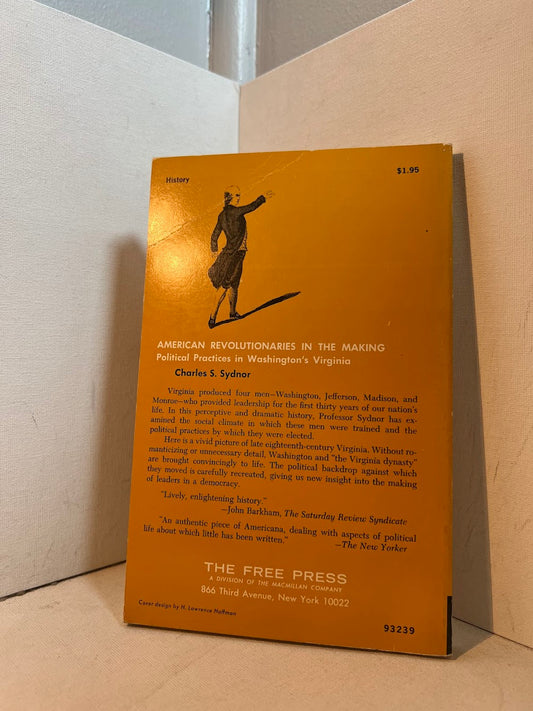 History
$1.95
AMERICAN REVOLUTIONARIES IN THE MAKING
Political Practices in Washington's Virginia
Charles S. Sydnor
Virginia produced four men—Washington, Jefferson, Madison, and
Monroe—who provided leadership for the first thirty years of our nation's
life. In this perceptive and dramatic history, Professor Sydnor has ex-
amined the social climate in which these men were trained and the
political practices by which they were elected.
Here is a vivid picture of late eighteenth-century Virginia. Without ro-
manticizing or unnecessary detail, Washington and "the Virginia dynasty"
are brought convincingly to life. The political backdrop against which
they moved is carefully recreated, giving us new insight into the making
of leaders in a democracy.
"Lively, enlightening history."
—John Barkham, The Saturday Review Syndicate
"An authentic piece of Americana, dealing with aspects of political
life about which little has been written."
—The New Yorker
THE FREE PRESS
A DIVISION OF THE MACMILLAN COMPANY
866 Third Avenue, New York 10022
Cover design by H. Lawrence Hoffman
93239